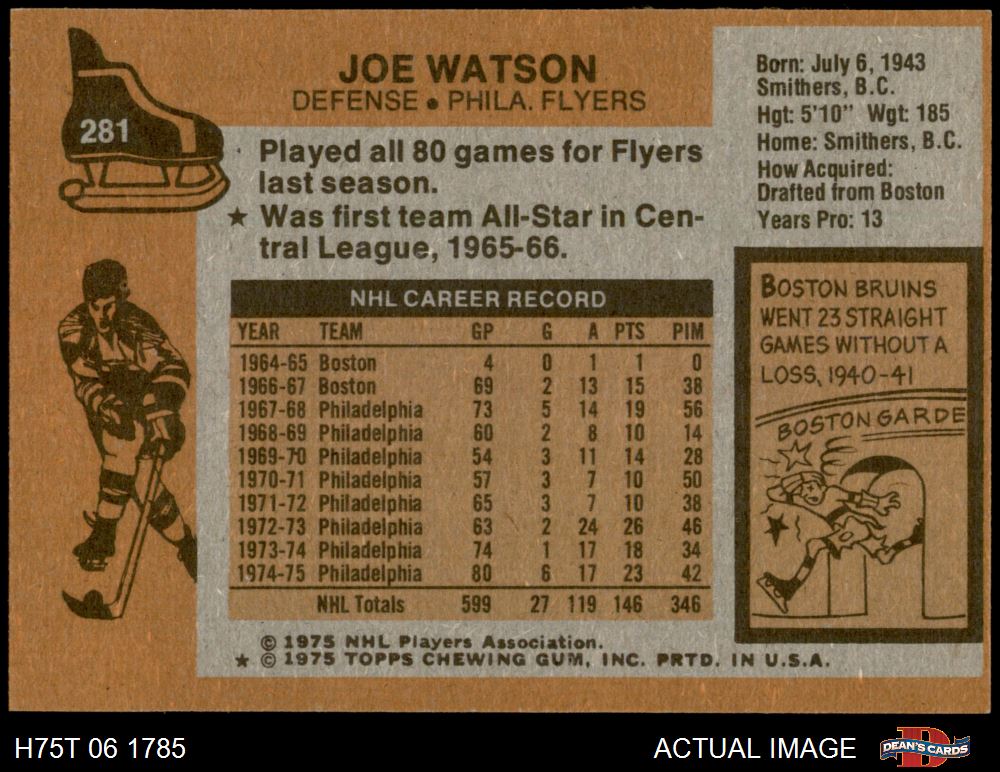 281
JOE WATSON
DEFENSE • PHILA. FLYERS
Played all 80 games for Flyers
last season.
★ Was first team All-Star in Cen-
tral League, 1965-66.
Born: July 6, 1943
Smithers, B.C.
Hgt: 5'10" Wgt: 185
Home: Smithers, B.C.
How Acquired:
Drafted from Boston
Years Pro: 13
NHL CAREER RECORD
YEAR TEAM GP G A PTS PIM
1964-65 Boston 4 0 1 1 0
1966-67 Boston 69 2 13 15 38
1967-68 Philadelphia 73 5 14 19 56
1968-69 Philadelphia 60 2 8 10 14
1969-70 Philadelphia 54 3 11 14 28
1970-71 Philadelphia 57 3 7 10 50
1971-72 Philadelphia 65 3 7 10 38
1972-73 Philadelphia 63 2 24 26 46
1973-74 Philadelphia 74 1 17 18 34
1974-75 Philadelphia 80 6 17 23 42
NHL Totals 599 27 119 146 346
BOSTON BRUINS
WENT 23 STRAIGHT
GAMES WITHOUT A
LOSS, 1940-41
BOSTON GARDE
© 1975 NHL Players Association.
★ © 1975 TOPPS CHEWING GUM, INC. PRTD. IN U.S.A.
H75T 06 1785
ACTUAL IMAGE
D
DEAN'S CARDS